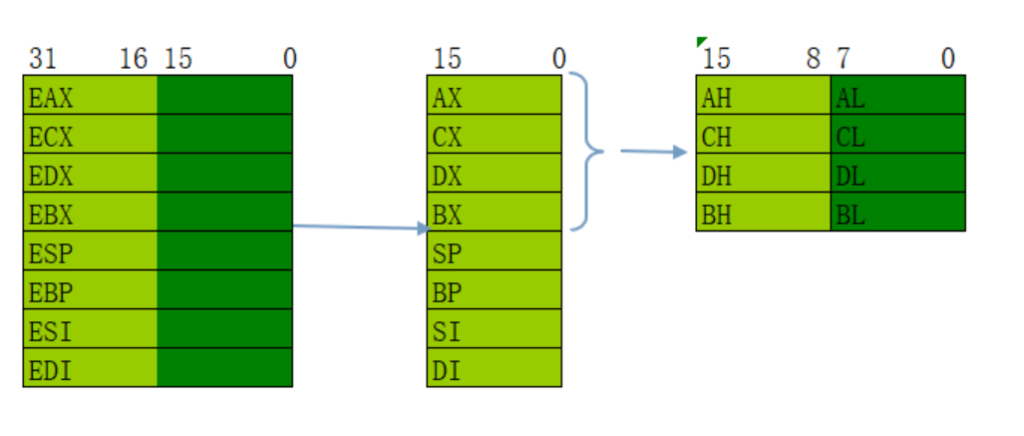 31 16 15 0
EAX
ECX
EDX
EBX
ESP
EBP
ESI
EDI
15 0
AX
CX
DX
BX
SP
BP
SI
DI
15 8 7 0
AH AL
CH CL
DH DL
BH BL